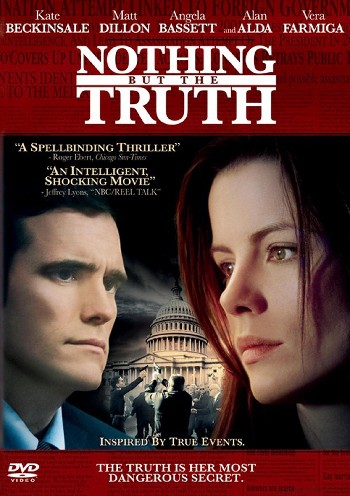 Kate BECKINSALE Matt DILLON Angela BASSETT and Alan ALDA Vera FARMIGA
NOTHING
BUT THE
TRUTH
“A SPELLBINDING THRILLER”
- Roger Ebert, Chicago Sun-Times
“AN INTELLIGENT,
SHOCKING MOVIE”
- Jeffrey Lyons, “NBC/REEL TALK”
INSPIRED BY TRUE EVENTS.
DVD
VIDEO
THE TRUTH IS HER MOST
DANGEROUS SECRET.